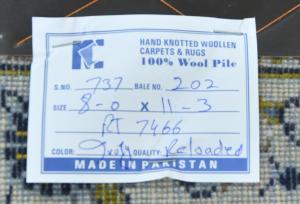 KC
HAND KNOTTED WOOLLEN
CARPETS & RUGS
100% Wool Pile
S.NO. 737 BALE NO. 202
SIZE 8-0 x 11-3
RT 7466
COLOR: QUALITY: Reloaded
MADE IN PAKISTAN